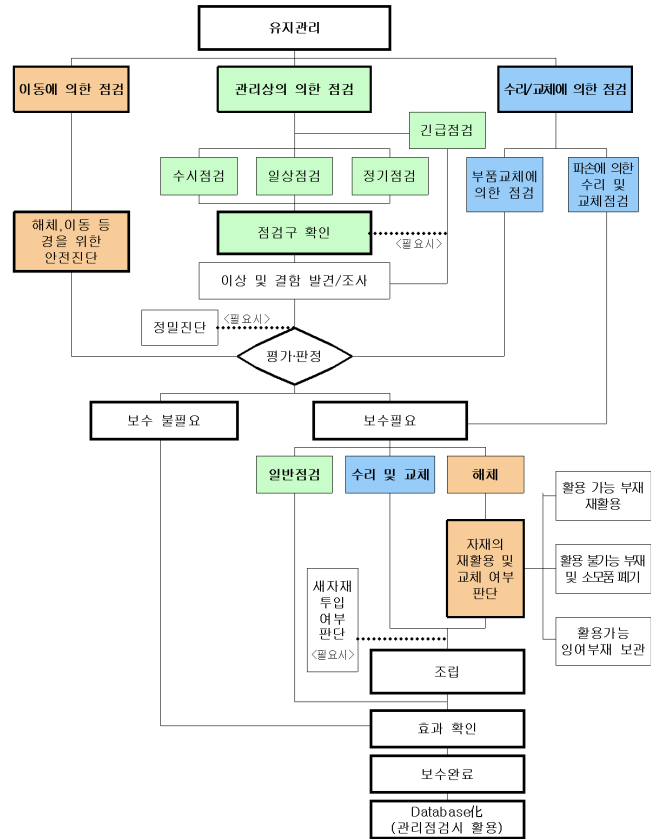 유지관리
이동에 의한 점검
관리상의 의한 점검
수리/교체에 의한 점검
긴급점검
수시점검
일상점검
정기점검
부품교체에
의한 점검
파손에 의한
수리 및
교체점검
해체,이동 등
경을 위한
안전진단
점검구 확인
<필요시>
이상 및 결함 발견/조사
<필요시>
정밀진단
평가·판정
보수 불필요
보수필요
일반점검
수리 및 교체
해체
활용 가능 부재
재활용
자재의
재활용 및
교체 여부
판단
활용 불기능 부재
및 소모품 폐기
새자재
투입
여부
판단
<필요시>
활용가능
잉여부재 보관
조립
효과 확인
보수완료
Database化
(관리점검시 활용)